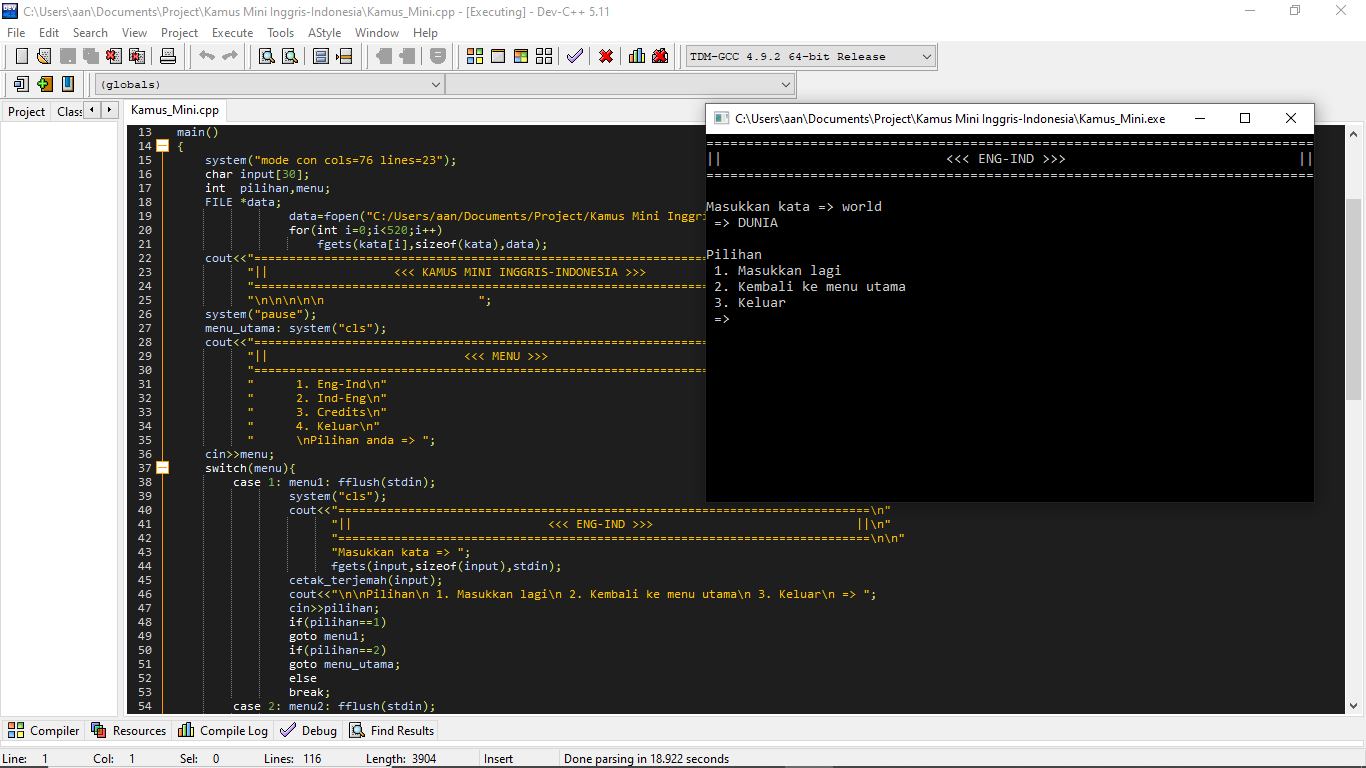 C:\Users\aan\Documents\Project\Kamus Mini Inggris-Indonesia\Kamus_Mini.cpp - [Executing] - Dev-C++ 5.11
File Edit Search View Project Execute Tools AStyle Window Help
TDM-GCC 4.9.2 64-bit Release
(globals)
Project Clas
Kamus_Mini.cpp
13 main()
14 {
15 system("mode con cols=76 lines=23");
16 char input[30];
17 int pilihan,menu;
18 FILE *data;
19 data=fopen("C:/Users/aan/Documents/Project/Kamus Mini Inggri
20 for(int i=0;i<520;i++)
21 fgets(kata[i],sizeof(kata),data);
22 cout<<"=================================================================
23 "|| <<< KAMUS MINI INGGRIS-INDONESIA >>>
24 "=================================================================
25 "\n\n\n\n\n ";
26 system("pause");
27 menu_utama: system("cls");
28 cout<<"=================================================================
29 "|| <<< MENU >>>
30 "=================================================================
31 " 1. Eng-Ind\n"
32 " 2. Ind-Eng\n"
33 " 3. Credits\n"
34 " 4. Keluar\n"
35 " \nPilihan anda => ";
36 cin>>menu;
37 switch(menu){
38 case 1: menu1: fflush(stdin);
39 system("cls");
40 cout<<"============================================================================\n"
41 "|| <<< ENG-IND >>> ||\n"
42 "============================================================================\n\n"
43 "Masukkan kata => ";
44 fgets(input,sizeof(input),stdin);
45 cetak_terjemah(input);
46 cout<<"\n\nPilihan\n 1. Masukkan lagi\n 2. Kembali ke menu utama\n 3. Keluar\n => ";
47 cin>>pilihan;
48 if(pilihan==1)
49 goto menu1;
50 if(pilihan==2)
51 goto menu_utama;
52 else
53 break;
54 case 2: menu2: fflush(stdin);
C:\Users\aan\Documents\Project\Kamus Mini Inggris-Indonesia\Kamus_Mini.exe
============================================================================
|| <<< ENG-IND >>> ||
============================================================================
Masukkan kata => world
=> DUNIA
Pilihan
1. Masukkan lagi
2. Kembali ke menu utama
3. Keluar
=>
Compiler Resources Compile Log Debug Find Results
Line: 1 Col: 1 Sel: 0 Lines: 116 Length: 3904 Insert Done parsing in 18.922 seconds